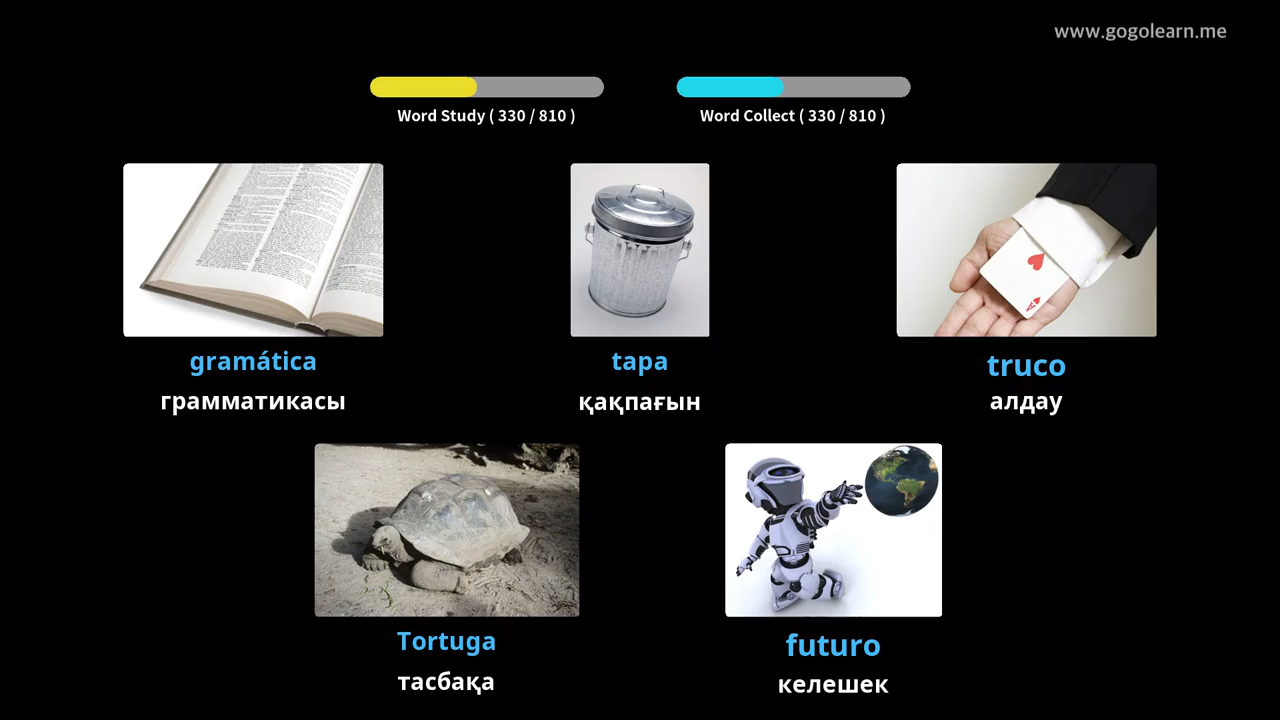 www.gogolearn.me
Word Study ( 330 / 810 )
Word Collect ( 330 / 810 )
gramática
грамматикасы
tapa
қақпағын
truco
алдау
Tortuga
тасбақа
futuro
келешек